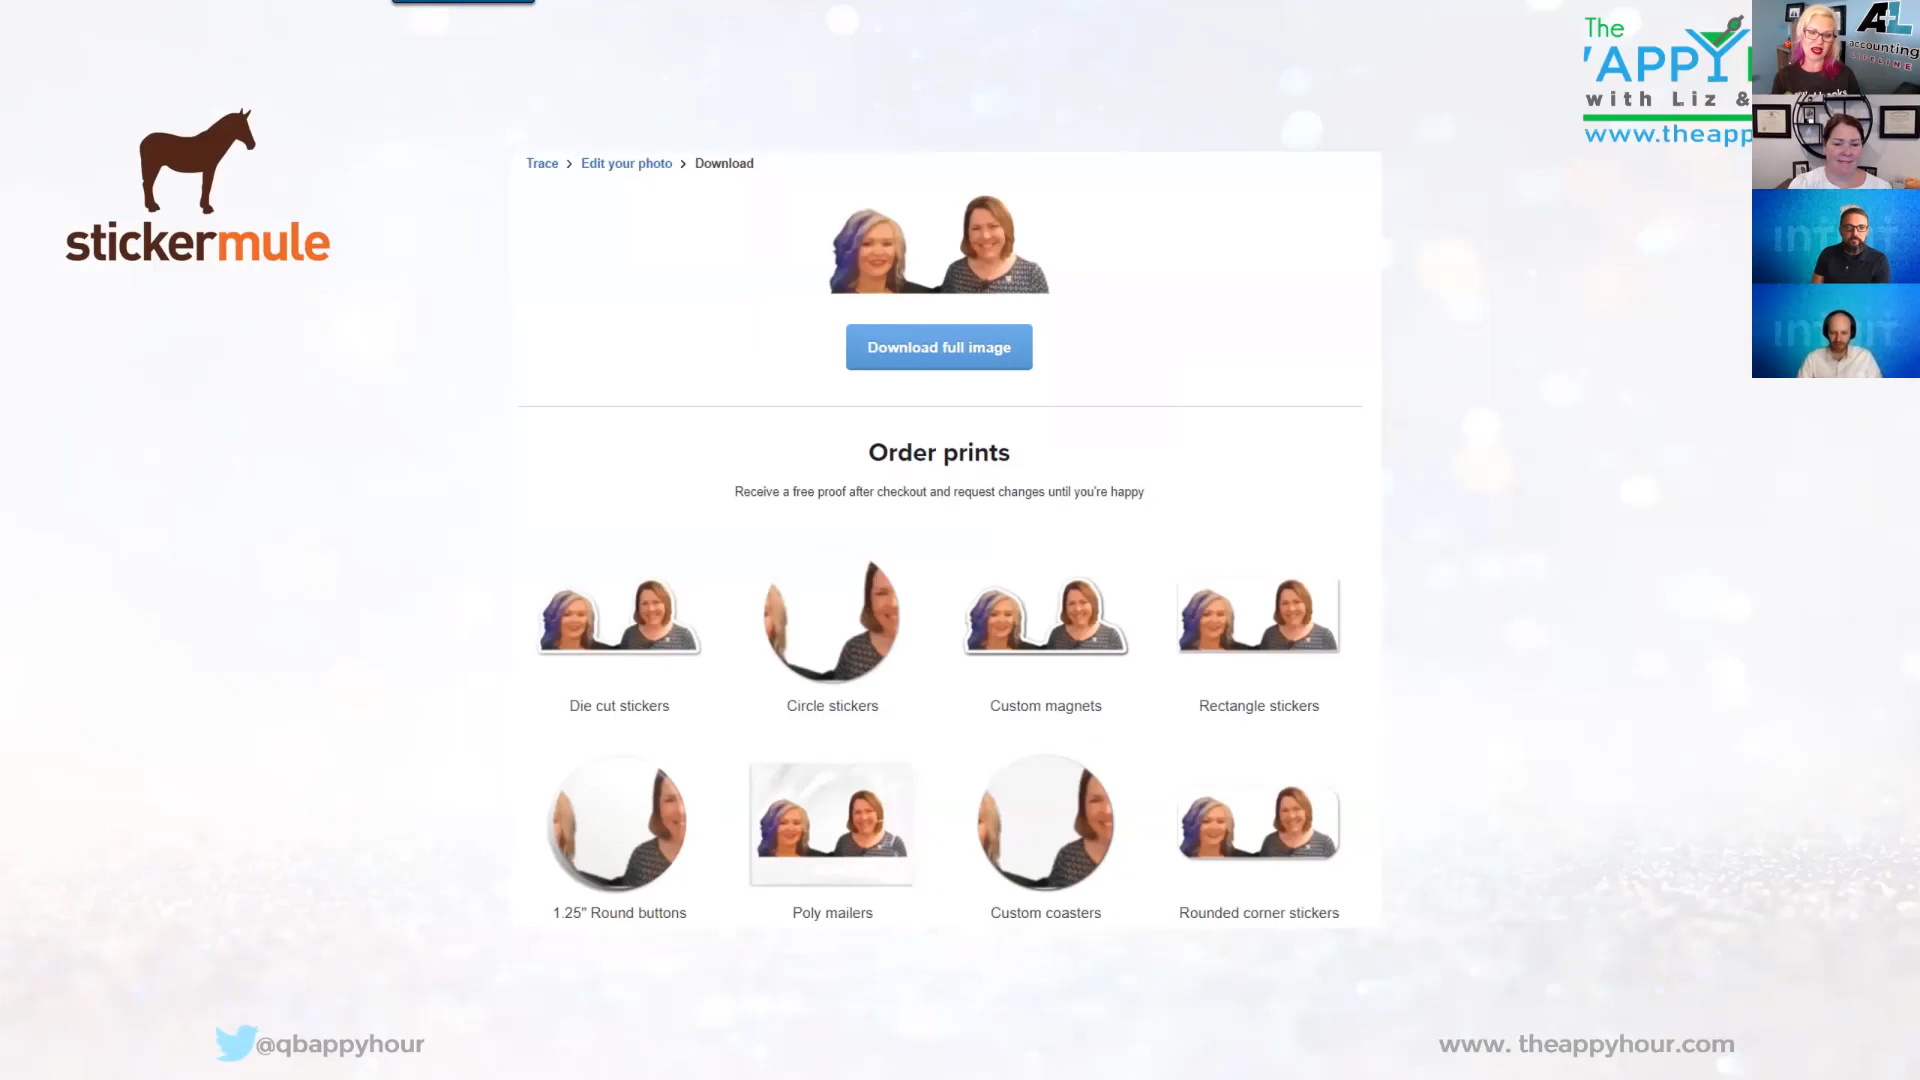 The
'APPY
with Liz &
www.theapp
A+L
accounting
LIFELINE
stickermule
Trace > Edit your photo > Download
Download full image
Order prints
Receive a free proof after checkout and request changes until you're happy
Die cut stickers
Circle stickers
Custom magnets
Rectangle stickers
1.25" Round buttons
Poly mailers
Custom coasters
Rounded corner stickers
@qbappyhour
www. theappyhour.com